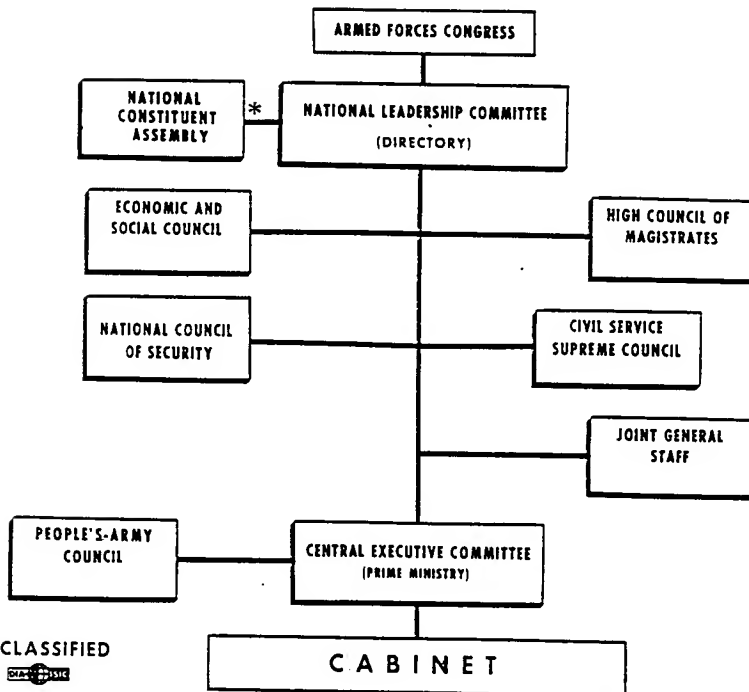 ARMED FORCES CONGRESS
NATIONAL
CONSTITUENT
ASSEMBLY
*
NATIONAL LEADERSHIP COMMITTEE
(DIRECTORY)
ECONOMIC AND
SOCIAL COUNCIL
HIGH COUNCIL OF
MAGISTRATES
NATIONAL COUNCIL
OF SECURITY
CIVIL SERVICE
SUPREME COUNCIL
JOINT GENERAL
STAFF
PEOPLE'S-ARMY
COUNCIL
CENTRAL EXECUTIVE COMMITTEE
(PRIME MINISTRY)
CLASSIFIED
CABINET